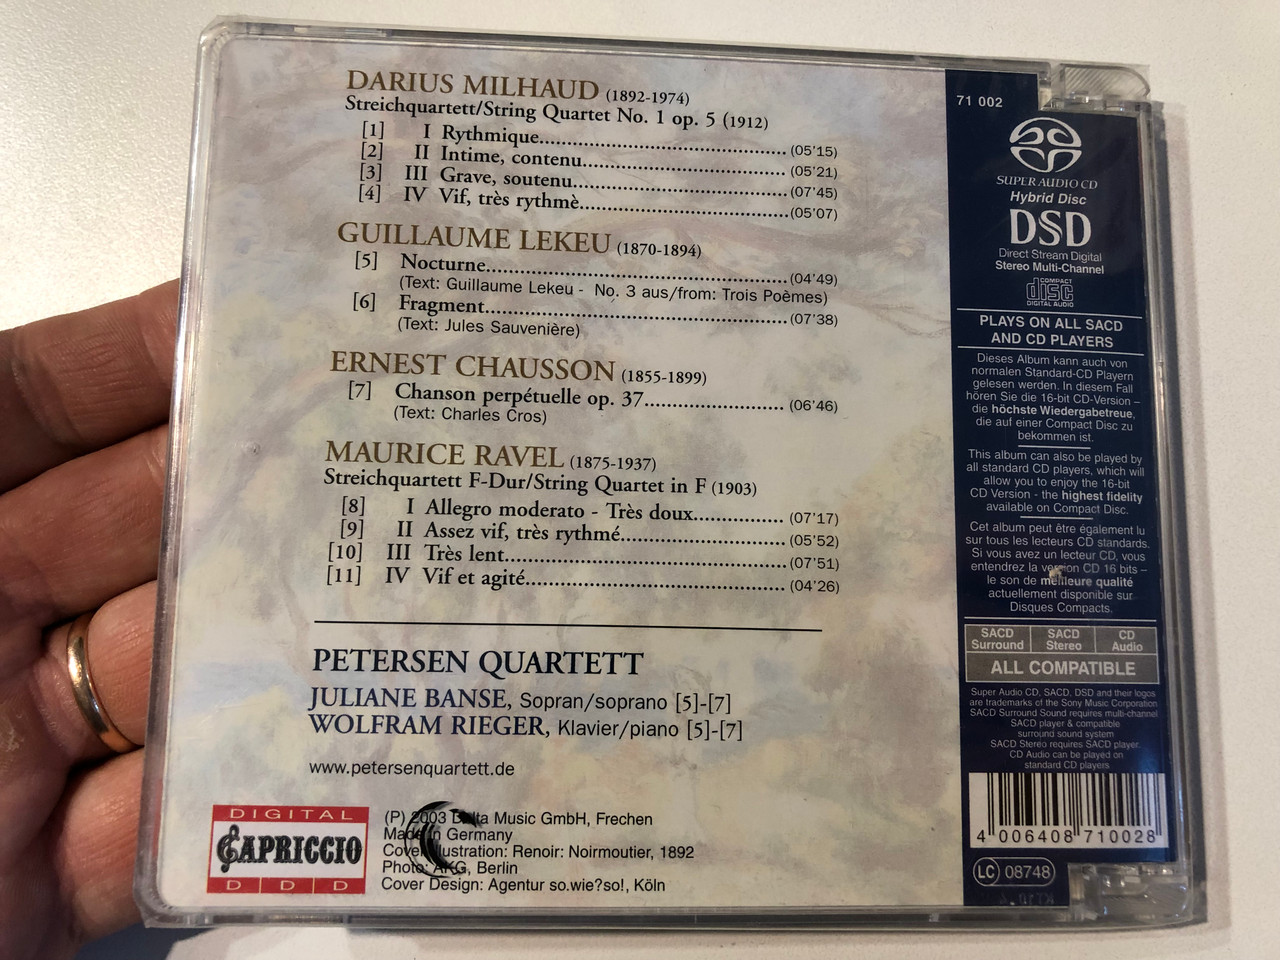 DARIUS MILHAUD (1892-1974)
Streichquartett/String Quartet No. 1 op. 5 (1912)
[1] I Rythmique (05'15)
[2] II Intime, contenu (05'21)
[3] III Grave, soutenu (07'45)
[4] IV Vif, très rythmè (05'07)
GUILLAUME LEKEU (1870-1894)
[5] Nocturne (04'49)
(Text: Guillaume Lekeu - No. 3 aus/from: Trois Poèmes)
[6] Fragment (07'38)
(Text: Jules Sauvenière)
ERNEST CHAUSSON (1855-1899)
[7] Chanson perpétuelle op. 37 (06'46)
(Text: Charles Cros)
MAURICE RAVEL (1875-1937)
Streichquartett F-Dur/String Quartet in F (1903)
[8] I Allegro moderato - Très doux (07'17)
[9] II Assez vif, très rythmé (05'52)
[10] III Très lent (07'51)
[11] IV Vif et agité (04'26)
PETERSEN QUARTETT
JULIANE BANSE, Sopran/soprano [5]-[7]
WOLFRAM RIEGER, Klavier/piano [5]-[7]
www.petersenquartett.de
DIGITAL
CAPRICCIO
D D D
(P) 2003 Delta Music GmbH, Frechen
Made in Germany
Cover Illustration: Renoir: Noirmoutier, 1892
Photo: AKG, Berlin
Cover Design: Agentur so.wie?so!, Köln
71 002
SUPER AUDIO CD
Hybrid Disc
DSD
Direct Stream Digital
Stereo Multi-Channel
COMPACT
disc
DIGITAL AUDIO
PLAYS ON ALL SACD
AND CD PLAYERS
Dieses Album kann auch von
normalen Standard-CD Playern
gelesen werden. In diesem Fall
hören Sie die 16-bit CD-Version –
die höchste Wiedergabetreue,
die auf einer Compact Disc zu
bekommen ist.
This album can also be played by
all standard CD players, which will
allow you to enjoy the 16-bit
CD Version - the highest fidelity
available on Compact Disc.
Cet album peut être également lu
sur tous les lecteurs CD standards.
Si vous avez un lecteur CD, vous
entendrez la version CD 16 bits –
le son de meilleure qualité
actuellement disponible sur
Disques Compacts.
SACD Surround
SACD Stereo
CD Audio
ALL COMPATIBLE
Super Audio CD, SACD, DSD and their logos
are trademarks of the Sony Music Corporation
SACD Surround Sound requires multi-channel
SACD player & compatible
surround sound system
SACD Stereo requires SACD player.
CD Audio can be played on
standard CD players
4 006408 710028
LC 08748